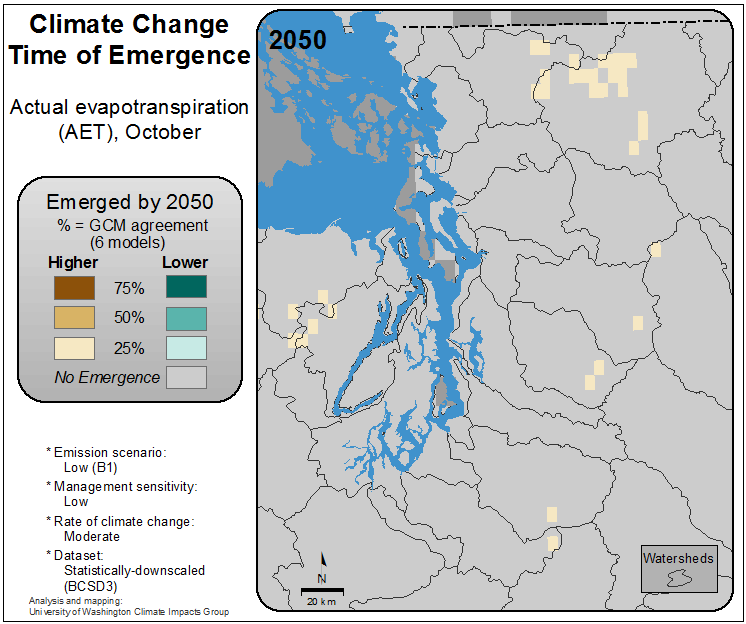 Climate Change
Time of Emergence
Actual evapotranspiration
(AET), October
Emerged by 2050
% = GCM agreement
(6 models)
Higher Lower
75%
50%
25%
No Emergence
* Emission scenario:
Low (B1)
* Management sensitivity:
Low
* Rate of climate change:
Moderate
* Dataset:
Statistically-downscaled
(BCSD3)
Analysis and mapping:
University of Washington Climate Impacts Group
2050
N
20 km
Watersheds